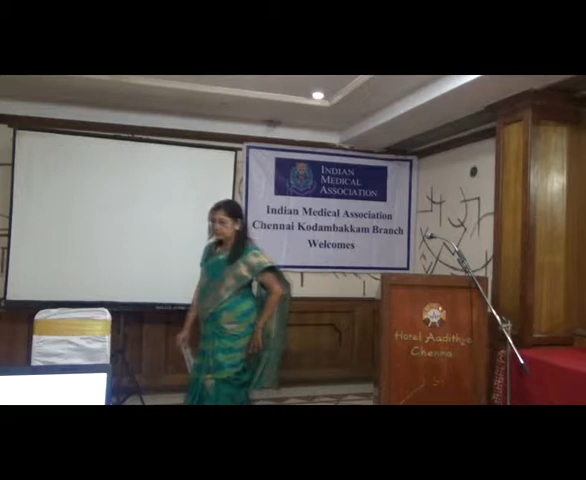 INDIAN
MEDICAL
ASSOCIATION
Indian Medical Association
Chennai Kodambakkam Branch
Welcomes
Hotel Aadithya
Chennai